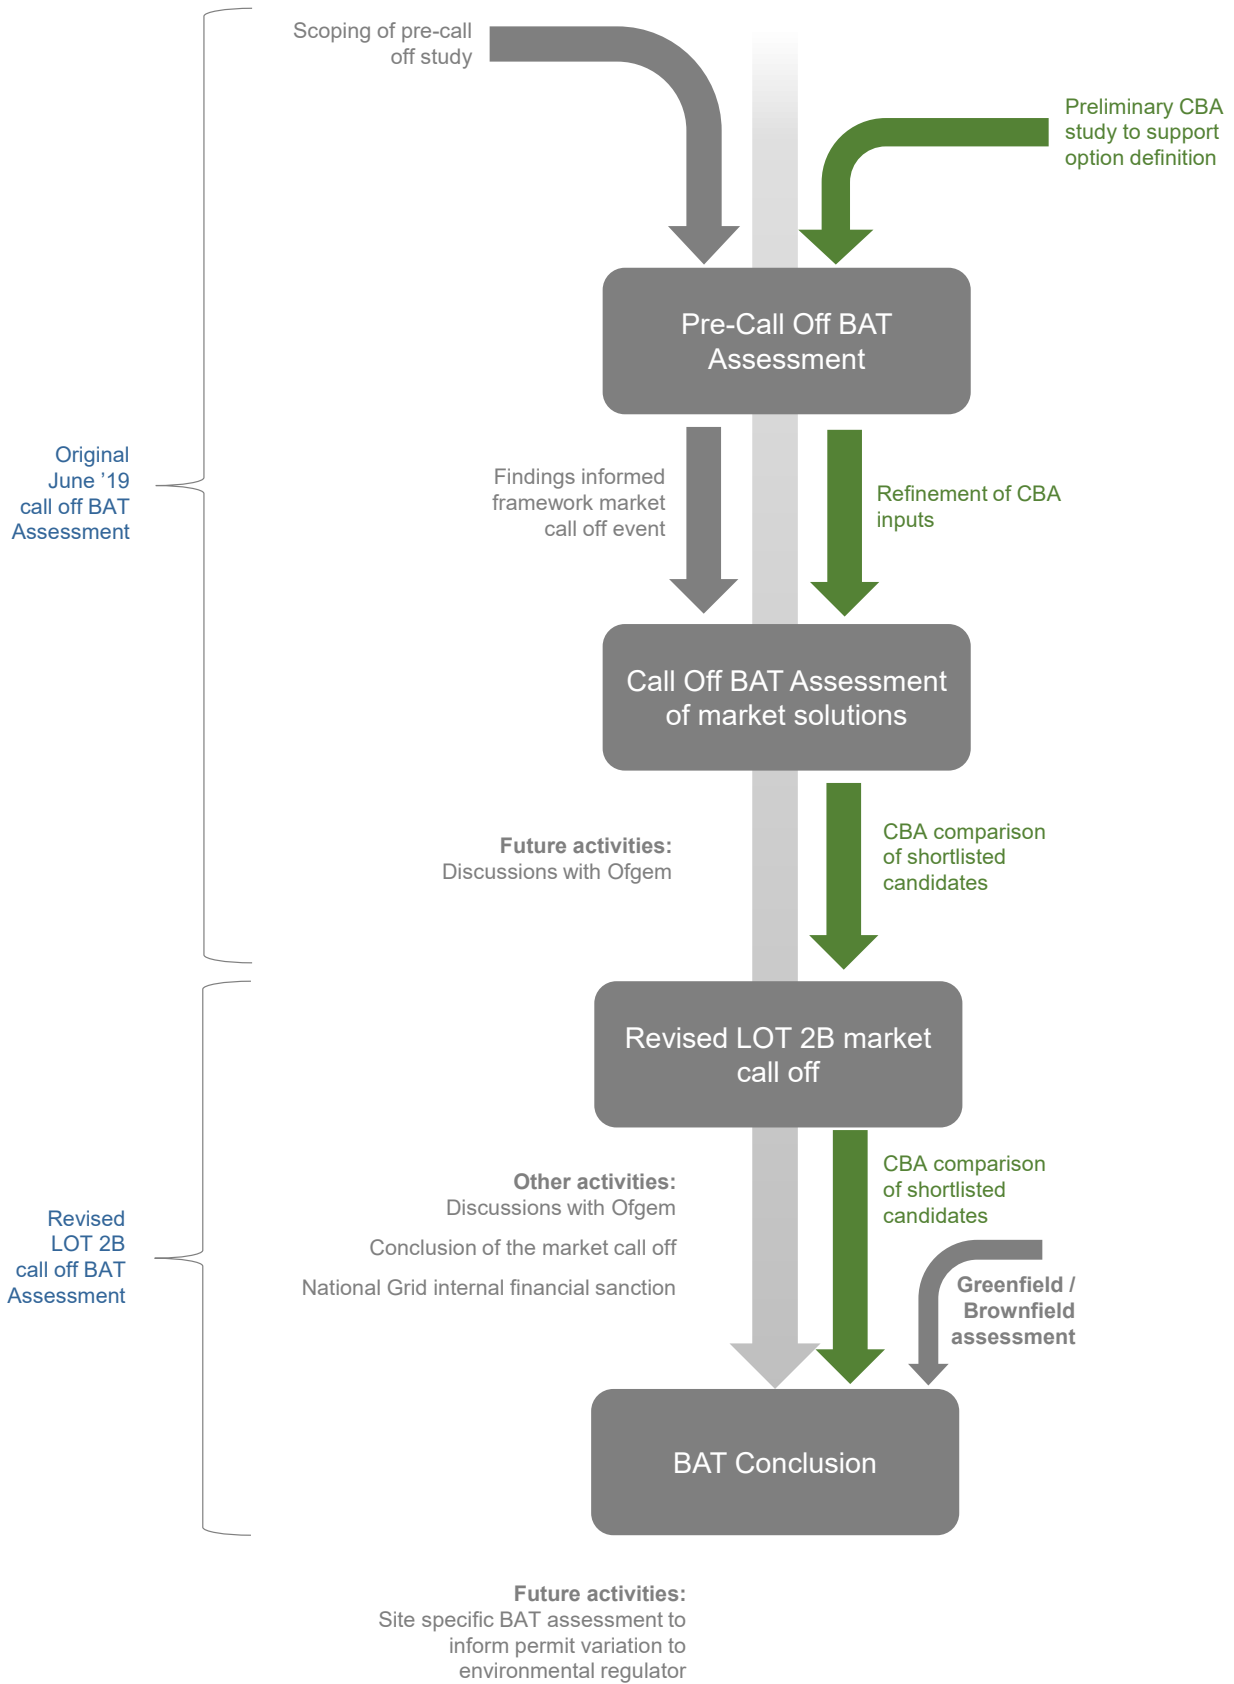 Scoping of pre-call
off study
Preliminary CBA
study to support
option definition
Pre-Call Off BAT
Assessment
Original
June ’19
call off BAT
Assessment
Findings informed
framework market
call off event
Refinement of CBA
inputs
Call Off BAT Assessment
of market solutions
Future activities:
Discussions with Ofgem
CBA comparison
of shortlisted
candidates
Revised LOT 2B market
call off
Revised
LOT 2B
call off BAT
Assessment
Other activities:
Discussions with Ofgem
Conclusion of the market call off
National Grid internal financial sanction
CBA comparison
of shortlisted
candidates
Greenfield /
Brownfield
assessment
BAT Conclusion
Future activities:
Site specific BAT assessment to
inform permit variation to
environmental regulator